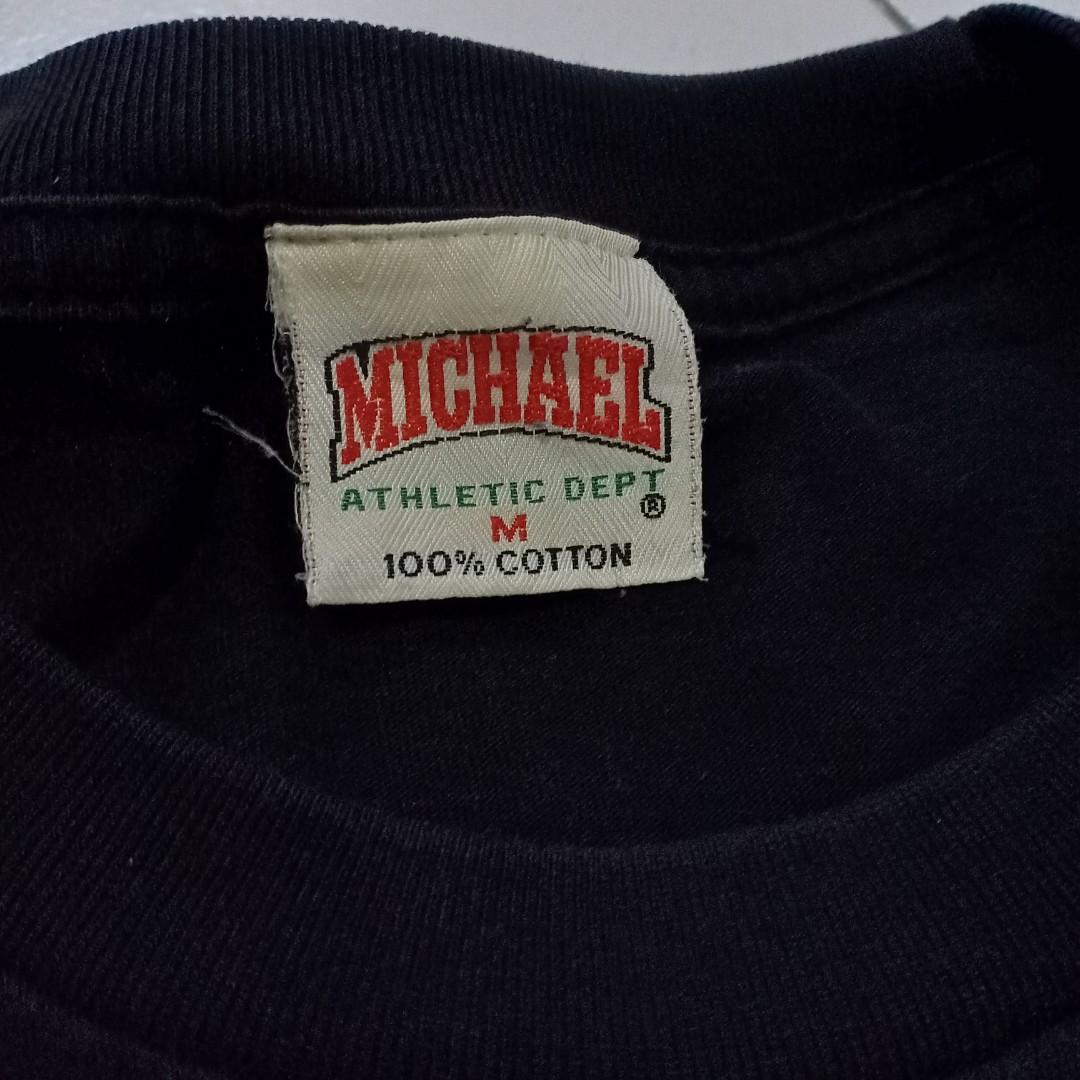 MICHAEL
ATHLETIC DEPT
®
M
100% COTTON